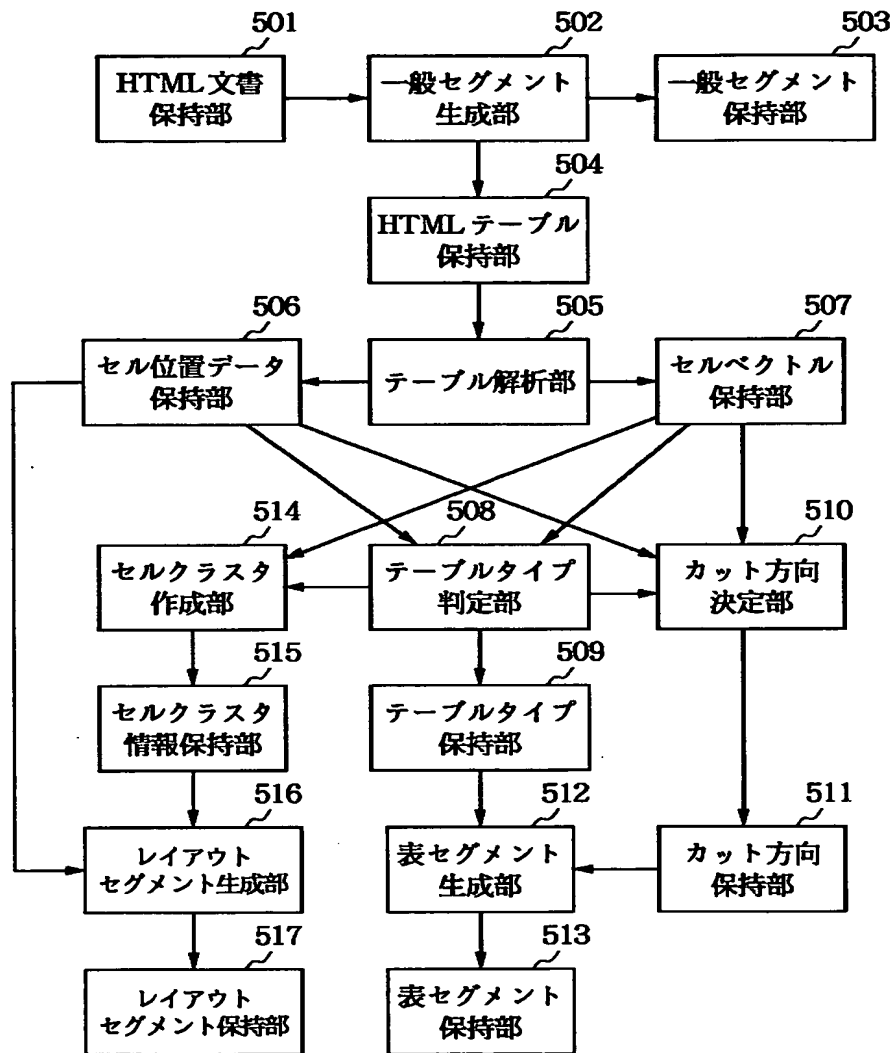 501
HTML 文書
保持部
502
一般セグメント
生成部
503
一般セグメント
保持部
504
HTML テーブル
保持部
506
セル位置データ
保持部
505
テーブル解析部
507
セルベクトル
保持部
514
セルクラスタ
作成部
508
テーブルタイプ
判定部
510
カット方向
決定部
515
セルクラスタ
情報保持部
509
テーブルタイプ
保持部
516
レイアウト
セグメント生成部
512
表セグメント
生成部
511
カット方向
保持部
517
レイアウト
セグメント保持部
513
表セグメント
保持部